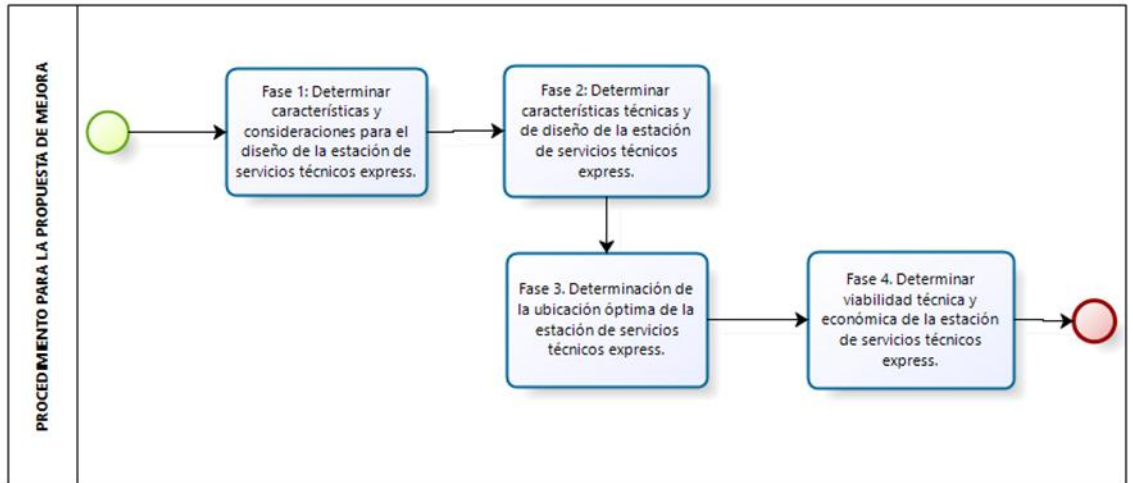 PROCEDIMIENTO PARA LA PROPUESTA DE MEJORA
Fase 1: Determinar
características y
consideraciones para el
diseño de la estación de
servicios técnicos express.
Fase 2: Determinar
características técnicas y
de diseño de la estación
de servicios técnicos
express.
Fase 3. Determinación de
la ubicación óptima de la
estación de servicios
técnicos express.
Fase 4. Determinar
viabilidad técnica y
económica de la estación
de servicios técnicos
express.